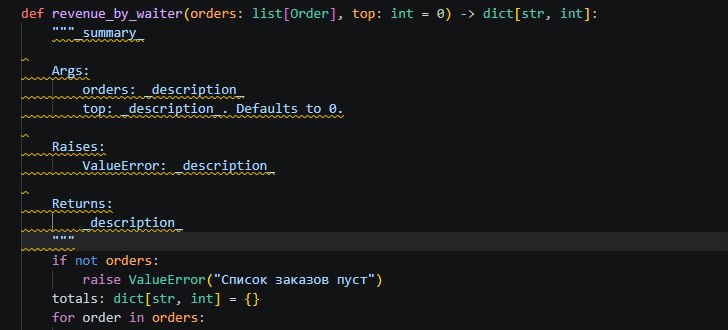 def revenue_by_waiter(orders: list[Order], top: int = 0) -> dict[str, int]:
    """_summary_

    Args:
        orders: _description_
        top: _description_. Defaults to 0.

    Raises:
        ValueError: _description_

    Returns:
        _description_
    """
    if not orders:
        raise ValueError("Список заказов пуст")
    totals: dict[str, int] = {}
    for order in orders: